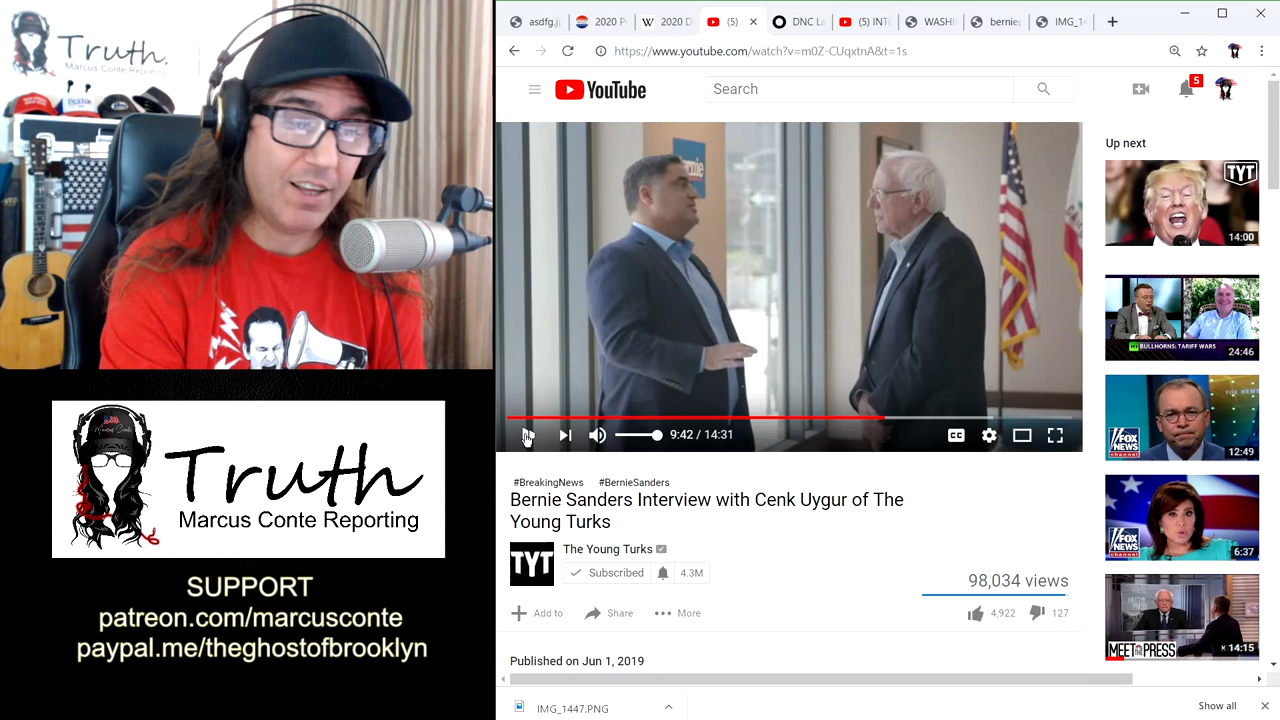 Truth.
Marcus Conte Reporting
Truth
Marcus Conte Reporting
SUPPORT
patreon.com/marcusconte
paypal.me/theghostofbrooklyn
asdfg.j
2020 P
2020 D
(5)
DNC La
(5) INT
WASHI
bernie
IMG_1
https://www.youtube.com/watch?v=m0Z-CUqxtnA&t=1s
YouTube
Search
5
Bernie
9:42 / 14:31
CC
#BreakingNews #BernieSanders
Bernie Sanders Interview with Cenk Uygur of The
Young Turks
TYT
The Young Turks
Subscribed 4.3M
98,034 views
Add to Share More
4,922 127
Published on Jun 1, 2019
Up next
TYT
14:00
BULLHORNS: TARIFF WARS
24:46
FOX NEWS
channel
12:49
FOX NEWS
channel
6:37
MEET THE PRESS
14:15
IMG_1447.PNG
Show all